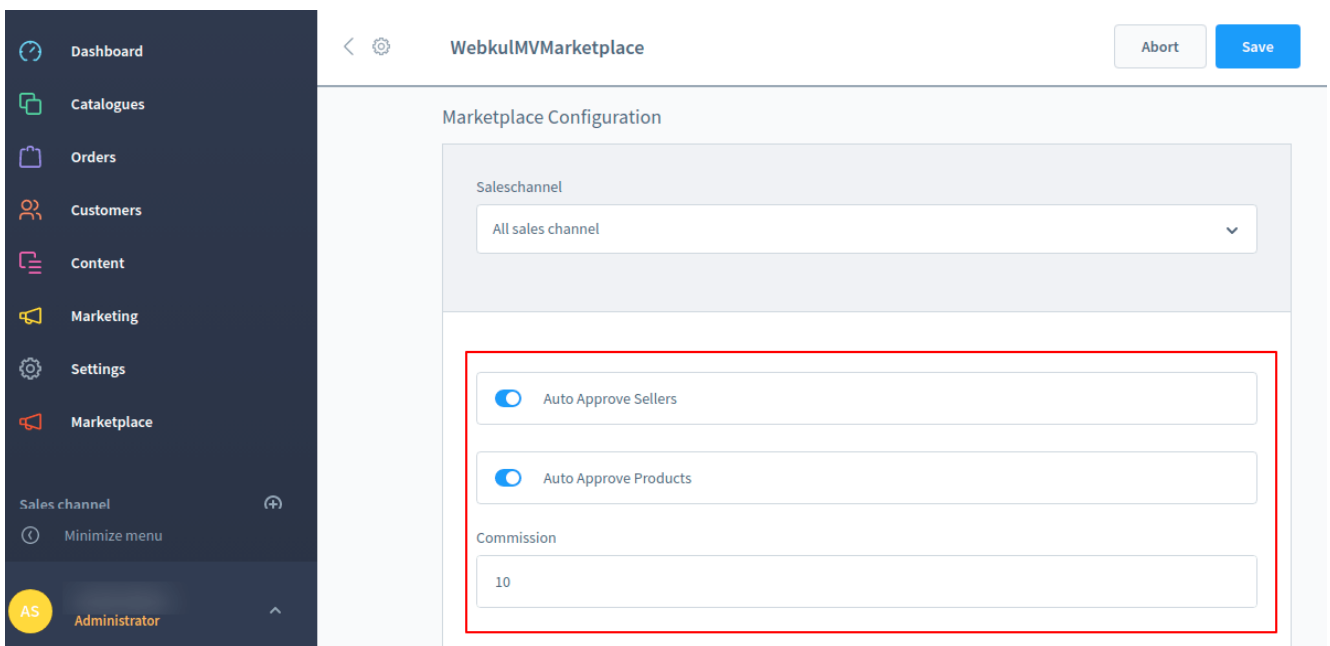 Dashboard
Catalogues
Orders
Customers
Content
Marketing
Settings
Marketplace
Sales channel
Minimize menu
AS
Administrator
WebkulMVMarketplace
Abort
Save
Marketplace Configuration
Saleschannel
All sales channel
Auto Approve Sellers
Auto Approve Products
Commission
10